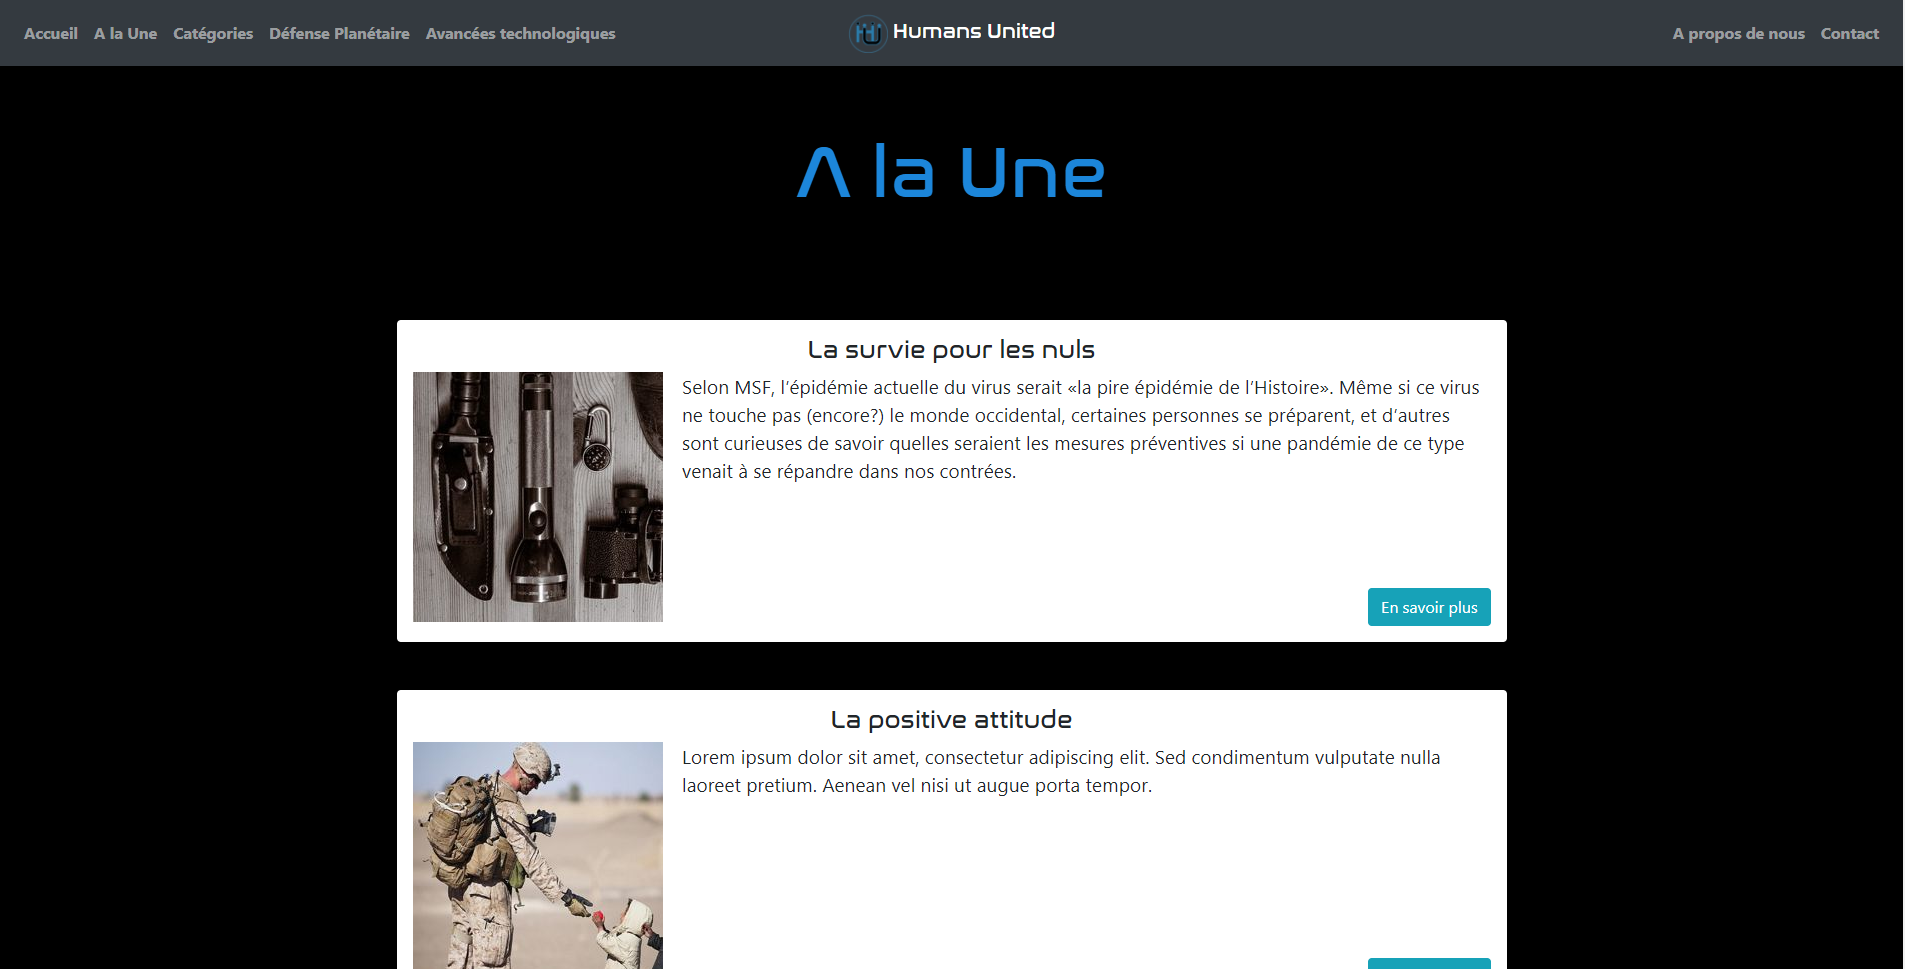 Accueil A la Une Catégories Défense Planétaire Avancées technologiques Humans United A propos de nous Contact
A la Une
La survie pour les nuls
Selon MSF, l’épidémie actuelle du virus serait «la pire épidémie de l’Histoire». Même si ce virus
ne touche pas (encore?) le monde occidental, certaines personnes se préparent, et d’autres
sont curieuses de savoir quelles seraient les mesures préventives si une pandémie de ce type
venait à se répandre dans nos contrées.
En savoir plus
La positive attitude
Lorem ipsum dolor sit amet, consectetur adipiscing elit. Sed condimentum vulputate nulla
laoreet pretium. Aenean vel nisi ut augue porta tempor.